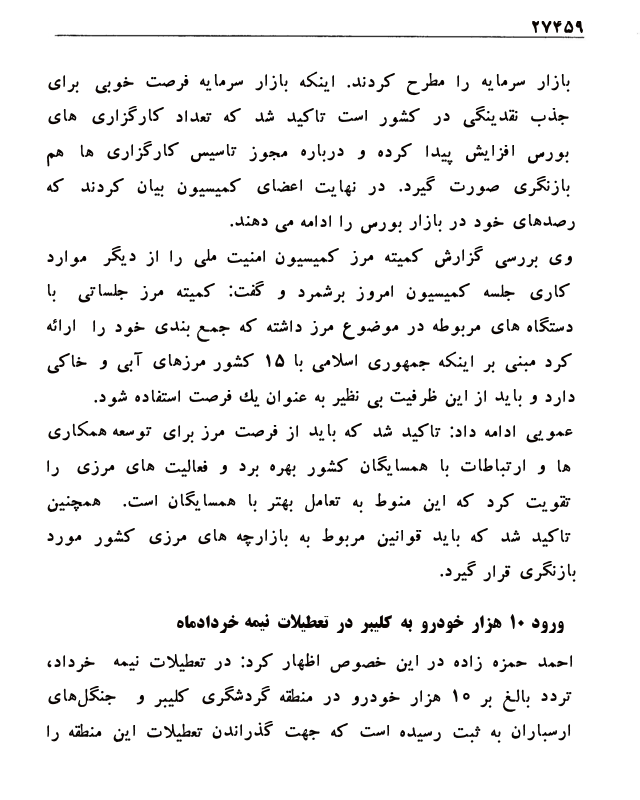 ۲۷۴۵۹
بازار سرمایه را مطرح کردند. اینکه بازار سرمایه فرصت خوبی برای
جذب نقدینگی در کشور است تاکید شد که تعداد کارگزاری های
بورس افزایش پیدا کرده و درباره مجوز تاسیس کارگزاری ها هم
بازنگری صورت گیرد. در نهایت اعضای کمیسیون بیان کردند که
رصدهای خود در بازار بورس را ادامه می دهند.
وی بررسی گزارش کمیته مرز کمیسیون امنیت ملی را از دیگر موارد
کاری جلسه کمیسیون امروز برشمرد و گفت: کمیته مرز جلساتی با
دستگاه های مربوطه در موضوع مرز داشته که جمع بندی خود را ارائه
کرد مبنی بر اینکه جمهوری اسلامی با ۱۵ کشور مرزهای آبی و خاکی
دارد و باید از این ظرفیت بی نظیر به عنوان یك فرصت استفاده شود.
عمویی ادامه داد: تاکید شد که باید از فرصت مرز برای توسعه همکاری
ها و ارتباطات با همسایگان کشور بهره برد و فعالیت های مرزی را
تقویت کرد که این منوط به تعامل بهتر با همسایگان است. همچنین
تاکید شد که باید قوانین مربوط به بازارچه های مرزی کشور مورد
بازنگری قرار گیرد.
ورود ۱۰ هزار خودرو به کلیبر در تعطیلات نیمه خردادماه
احمد حمزه زاده در این خصوص اظهار کرد: در تعطیلات نیمه خرداد،
تردد بالغ بر ۱۰ هزار خودرو در منطقه گردشگری کلیبر و جنگل‌های
ارسباران به ثبت رسیده است که جهت گذراندن تعطیلات این منطقه را